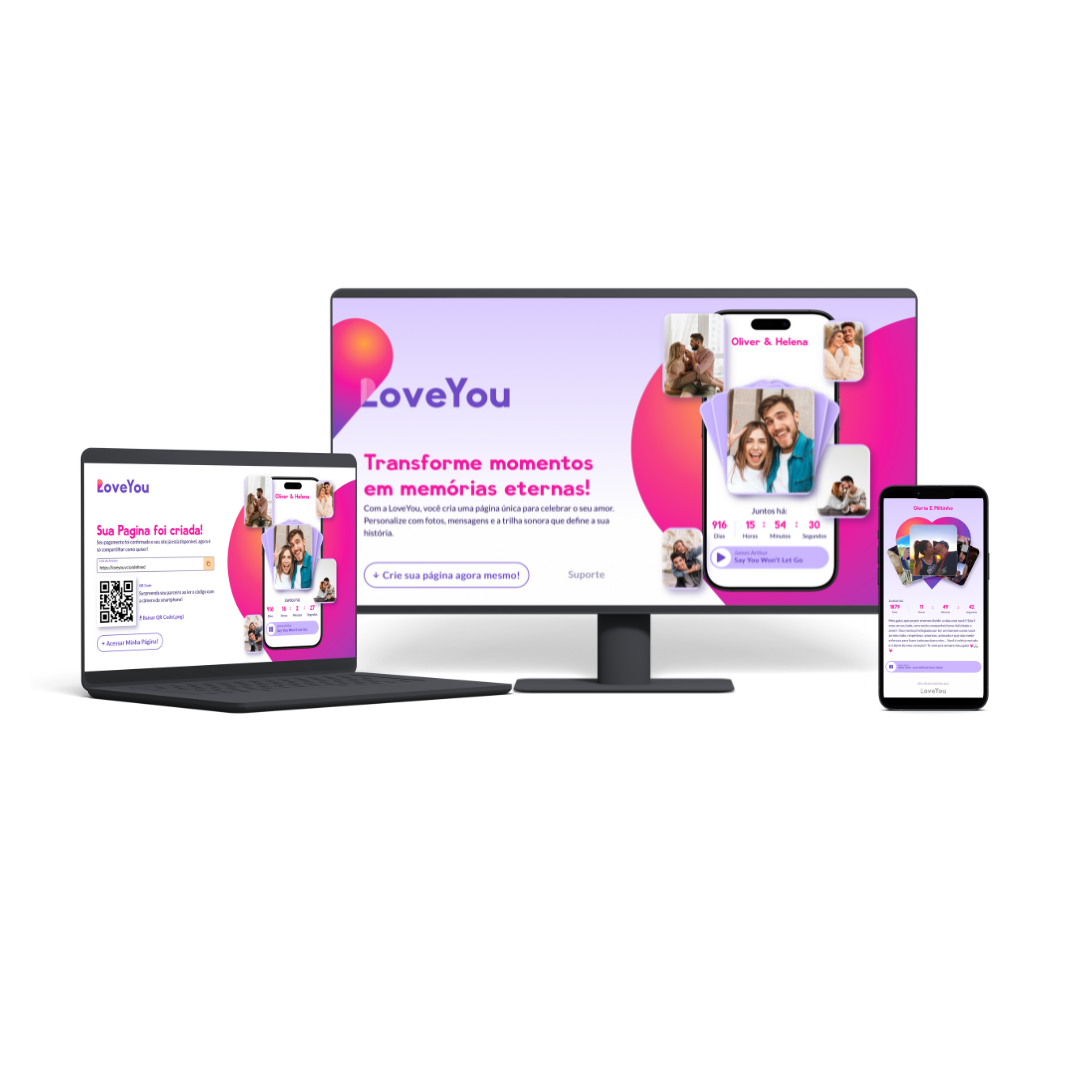 LoveYou
Transforme momentos
em memórias eternas!
Com a LoveYou, você cria uma página única para celebrar o seu amor.
Personalize com fotos, mensagens e a trilha sonora que define a sua
história.
↓ Crie sua página agora mesmo!
Suporte
Oliver & Helena
Juntos há:
916 15 : 54 : 30
Dias Horas Minutos Segundos
James Arthur
Say You Won't Let Go
LoveYou
Sua Pagina foi criada!
Seu pagamento foi confirmado e seu site já está disponível, agora é
só compartilhar como quiser!
QR Code
Surpreenda seu parceiro ao ler o código com
a câmera do smartphone!
Baixar QR Code(.png)
+ Acessar Minha Página!
Oliver & Helena
Juntos há:
916 16 : 2 : 27
Dias Horas Minutos Segundos
James Arthur
Say You Won't Let Go
Gloria E Miltinho
1879 11 : 49 : 42
Dias Horas Minutos Segundos
LoveYou